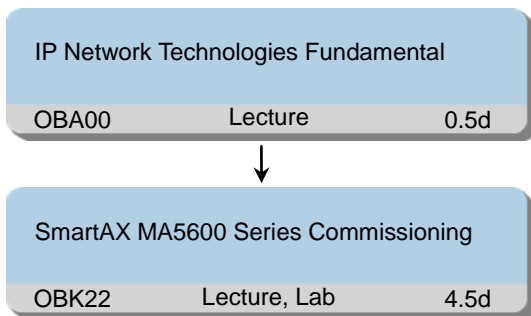 IP Network Technologies Fundamental
OBA00 Lecture 0.5d
SmartAX MA5600 Series Commissioning
OBK22 Lecture, Lab 4.5d